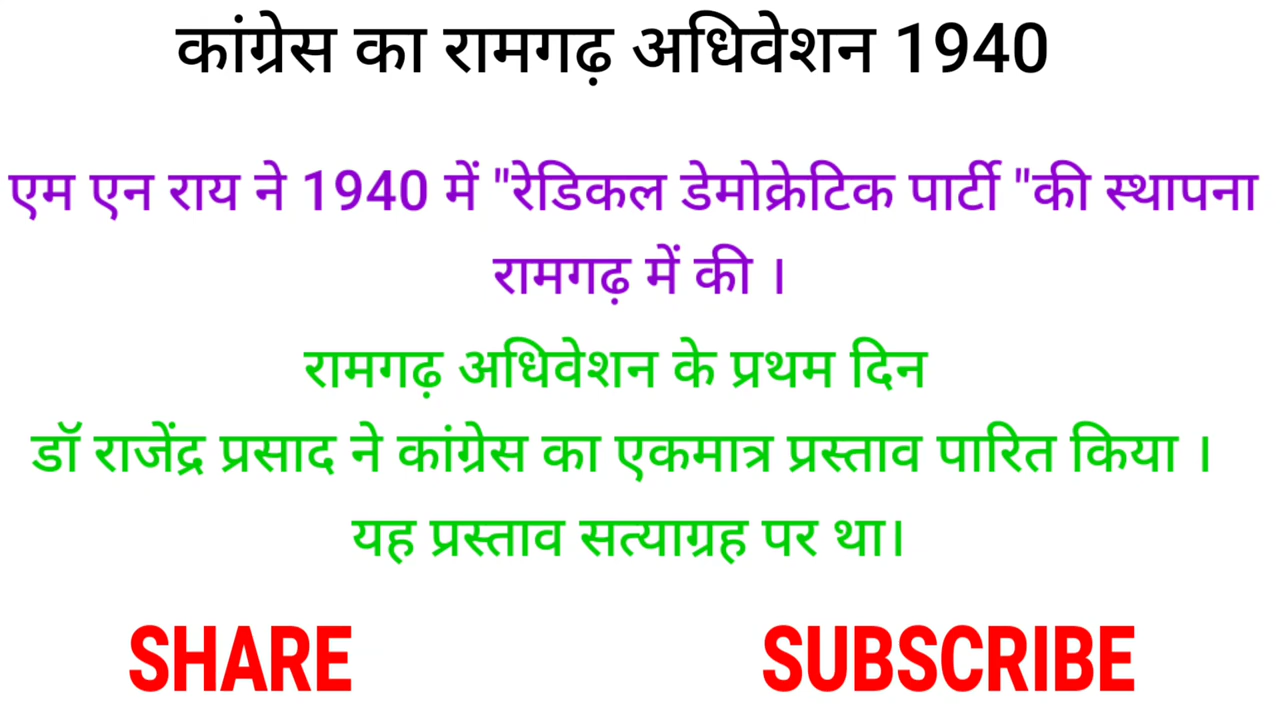 कांग्रेस का रामगढ़ अधिवेशन 1940
एम एन राय ने 1940 में "रेडिकल डेमोक्रेटिक पार्टी "की स्थापना
रामगढ़ में की ।
रामगढ़ अधिवेशन के प्रथम दिन
डॉ राजेंद्र प्रसाद ने कांग्रेस का एकमात्र प्रस्ताव पारित किया ।
यह प्रस्ताव सत्याग्रह पर था।
SHARE SUBSCRIBE